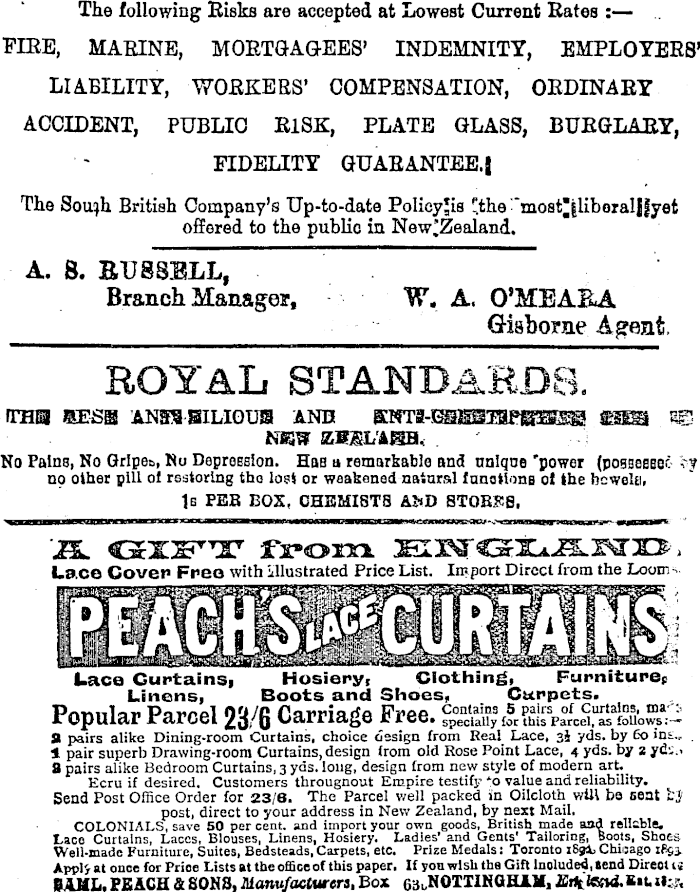 The following Risks are accepted at Lowest Current Rates :—
FIRE, MARINE, MORTGAGEES' INDEMNITY, EMPLOYERS'
LIABILITY, WORKERS' COMPENSATION, ORDINARY
ACCIDENT, PUBLIC RISK, PLATE GLASS, BURGLARY,
FIDELITY GUARANTEE.
The South British Company's Up-to-date Policy is the most liberal yet
offered to the public in New Zealand.
A. S. RUSSELL,
Branch Manager,
W. A. O'MEARA
Gisborne Agent.
ROYAL STANDARDS.
THE BEST ANTI-BILIOUS AND
NEW ZEALAND.
No Pains, No Gripes, No Depression. Has a remarkable and unique power (possessed by
no other pill of restoring the lost or weakened natural functions of the bowels,
1s PER BOX, CHEMISTS AND STORES,
A GIFT from ENGLAND,
Lace Cover Free with illustrated Price List. Import Direct from the Looms.
PEACH'S LACE CURTAINS
Lace Curtains, Hosiery, Clothing, Furniture,
Linens, Boots and Shoes, Carpets.
Popular Parcel 23/6 Carriage Free. Contains 5 pairs of Curtains, made
specially for this Parcel, as follows:—
2 pairs alike Dining-room Curtains, choice design from Real Lace, 3½ yds. by 60 ins.
1 pair superb Drawing-room Curtains, design from old Rose Point Lace, 4 yds. by 2 yds.
2 pairs alike Bedroom Curtains, 3 yds. long, design from new style of modern art.
Ecru if desired. Customers throughout Empire testify to value and reliability.
Send Post Office Order for 23/6. The Parcel well packed in Oilcloth will be sent by
post, direct to your address in New Zealand, by next Mail.
COLONIALS, save 50 per cent. and import your own goods, British made and reliable,
Lace Curtains, Laces, Blouses, Linens, Hosiery. Ladies' and Gents' Tailoring, Boots, Shoes
Well-made Furniture, Suites, Bedsteads, Carpets, etc. Prize Medals: Toronto 1892, Chicago 1893
Apply at once for Price Lists at the office of this paper. If you wish the Gift Included, send Direct to
SAML. PEACH & SONS, Manufacturers, Box 63, NOTTINGHAM, England. Est.